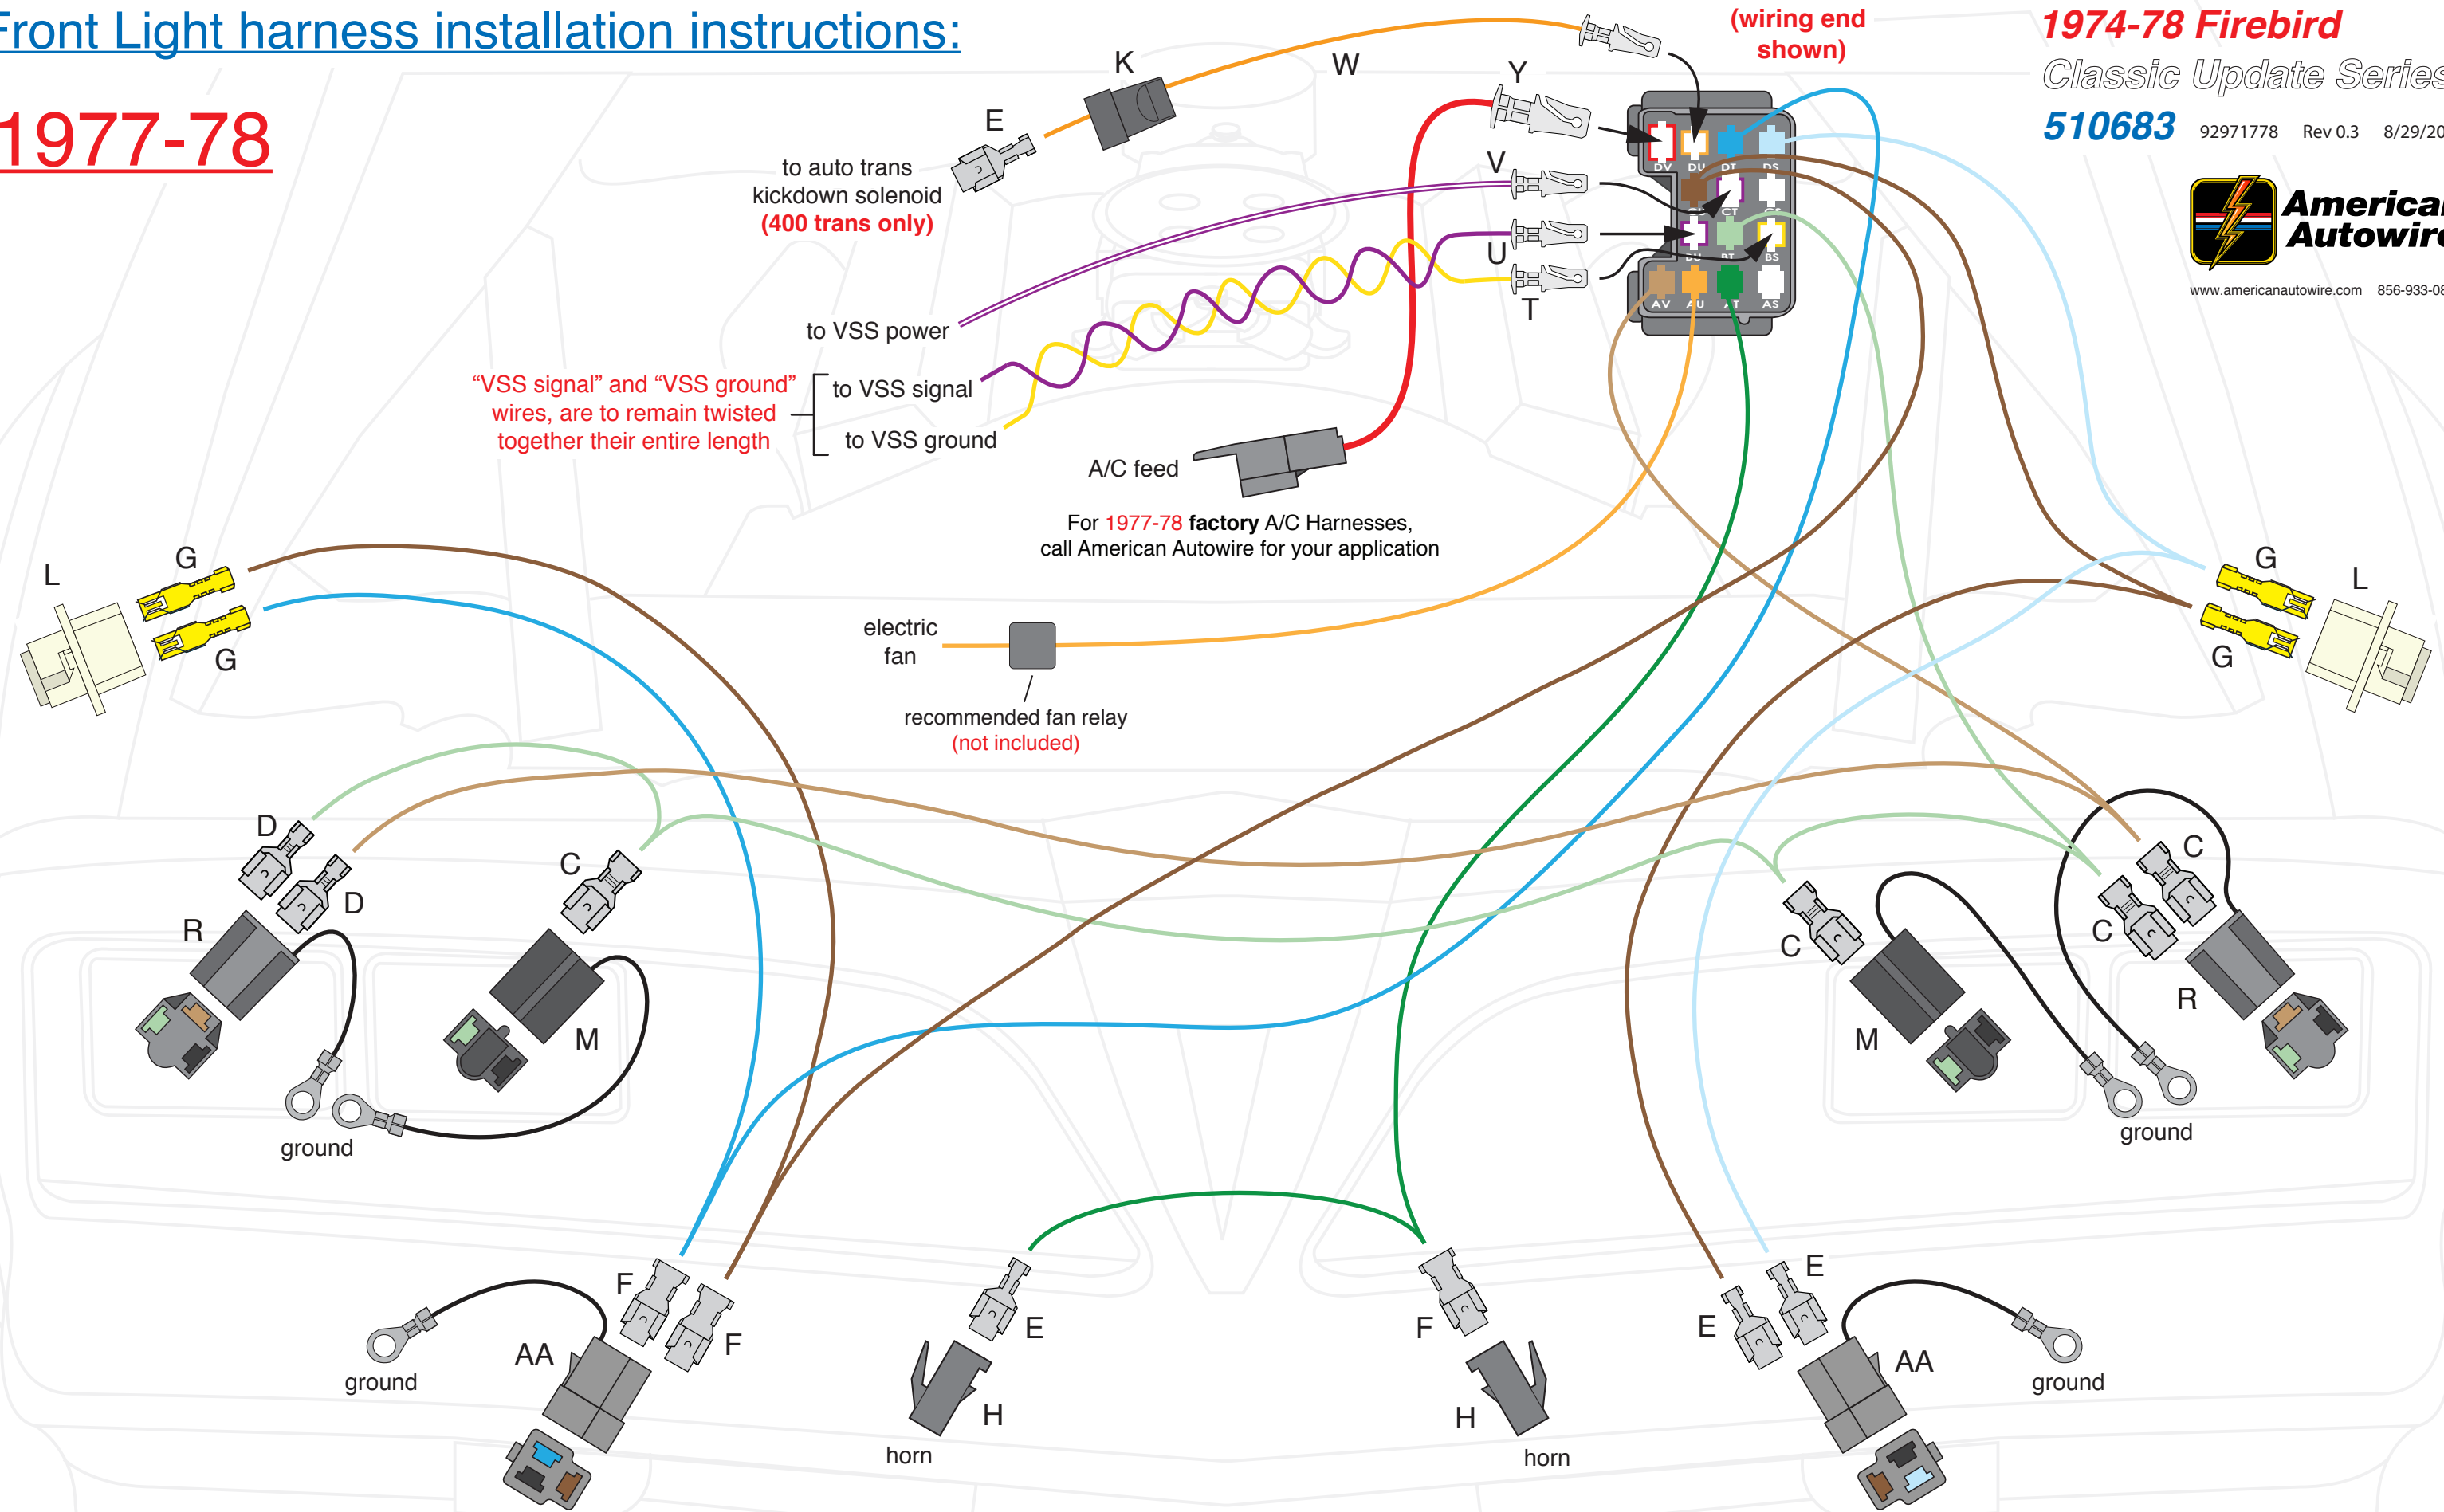 Front Light harness installation instructions:
1977-78
(wiring end
shown)
1974-78 Firebird
Classic Update Series
510683 92971778 Rev 0.3
American
Autowire
www.americanautowire.com
K
W
E
Y
V
U
T
to auto trans
kickdown solenoid
(400 trans only)
DV DU DT DS
CT
BT BS
AV AU AT AS
to VSS power
“VSS signal” and “VSS ground”
wires, are to remain twisted
together their entire length
to VSS signal
to VSS ground
A/C feed
For 1977-78 factory A/C Harnesses,
call American Autowire for your application
L
G
G
G
L
G
electric
fan
recommended fan relay
(not included)
D
D
R
C
M
ground
C
M
C
C
R
ground
F
F
AA
ground
E
H
horn
F
H
horn
E
E
AA
ground